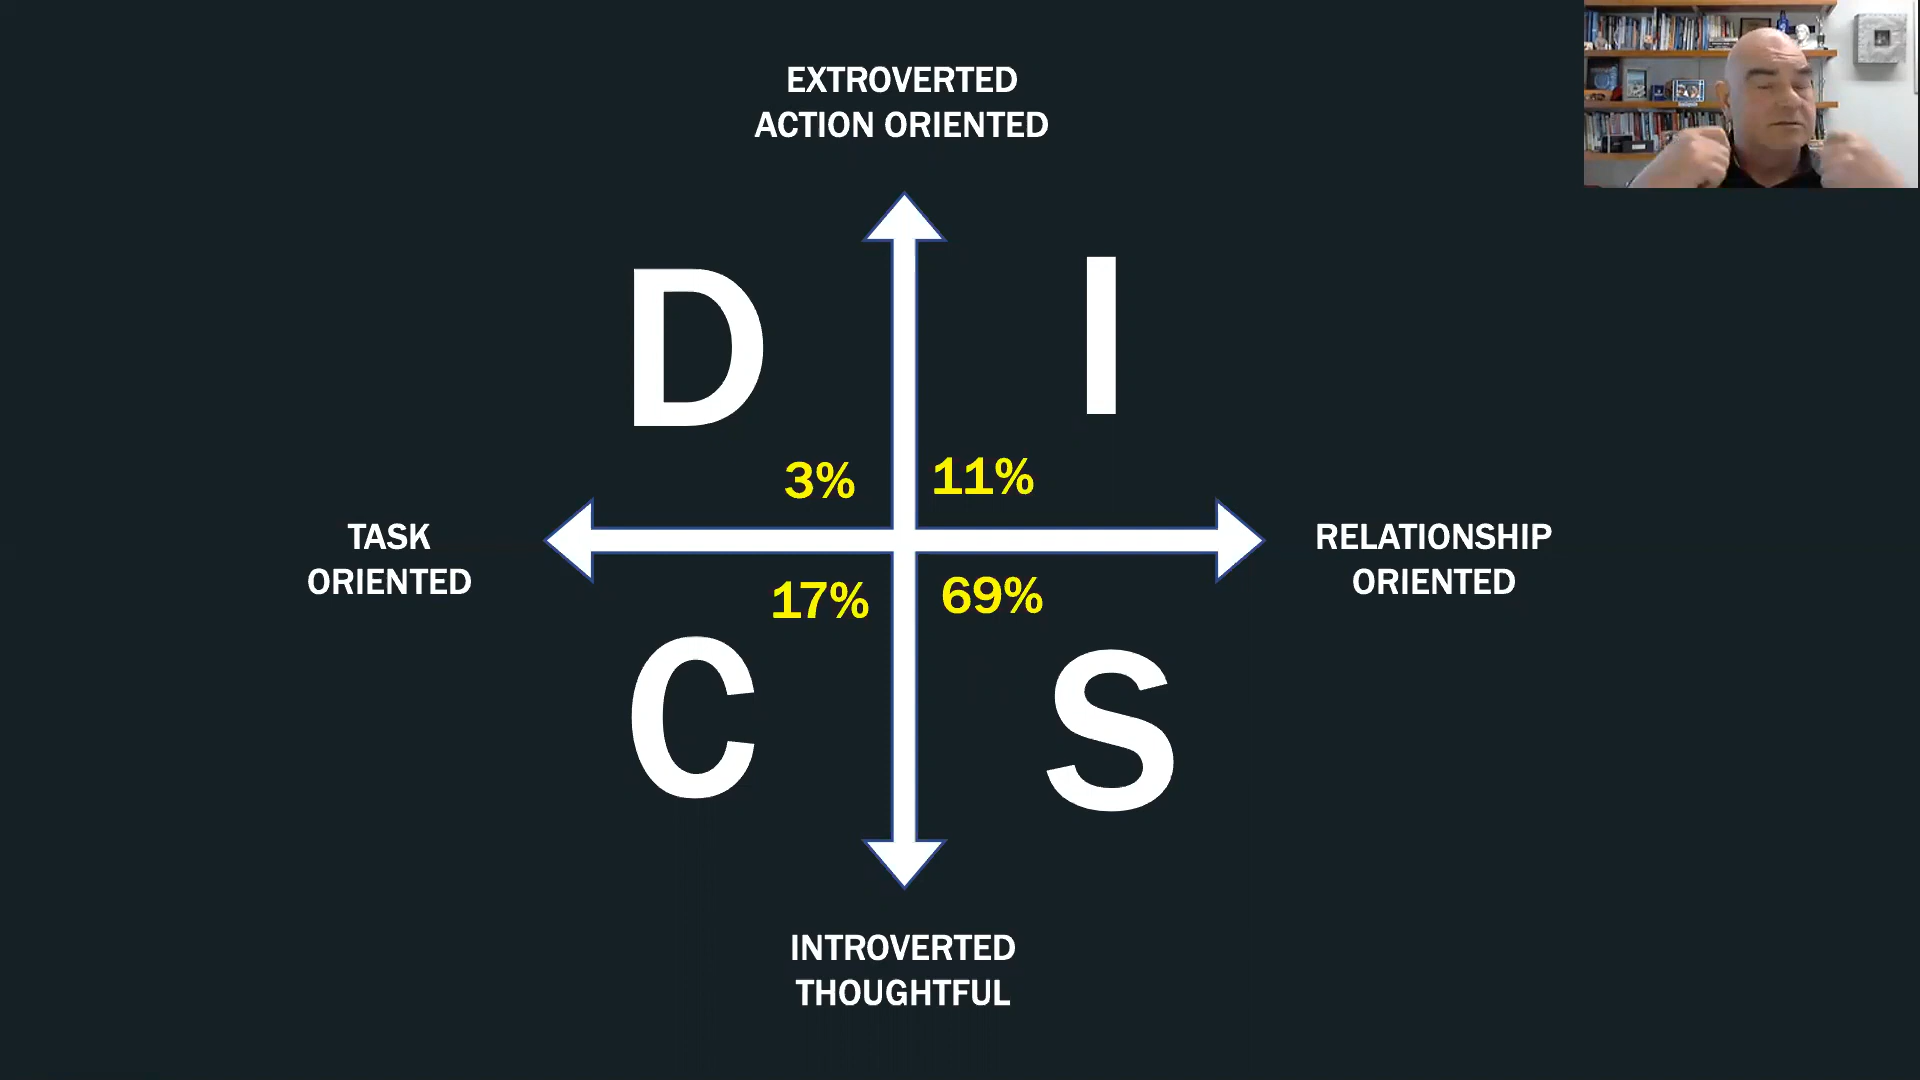 EXTROVERTED
ACTION ORIENTED
D
I
3%
11%
TASK
ORIENTED
RELATIONSHIP
ORIENTED
17%
69%
C
S
INTROVERTED
THOUGHTFUL